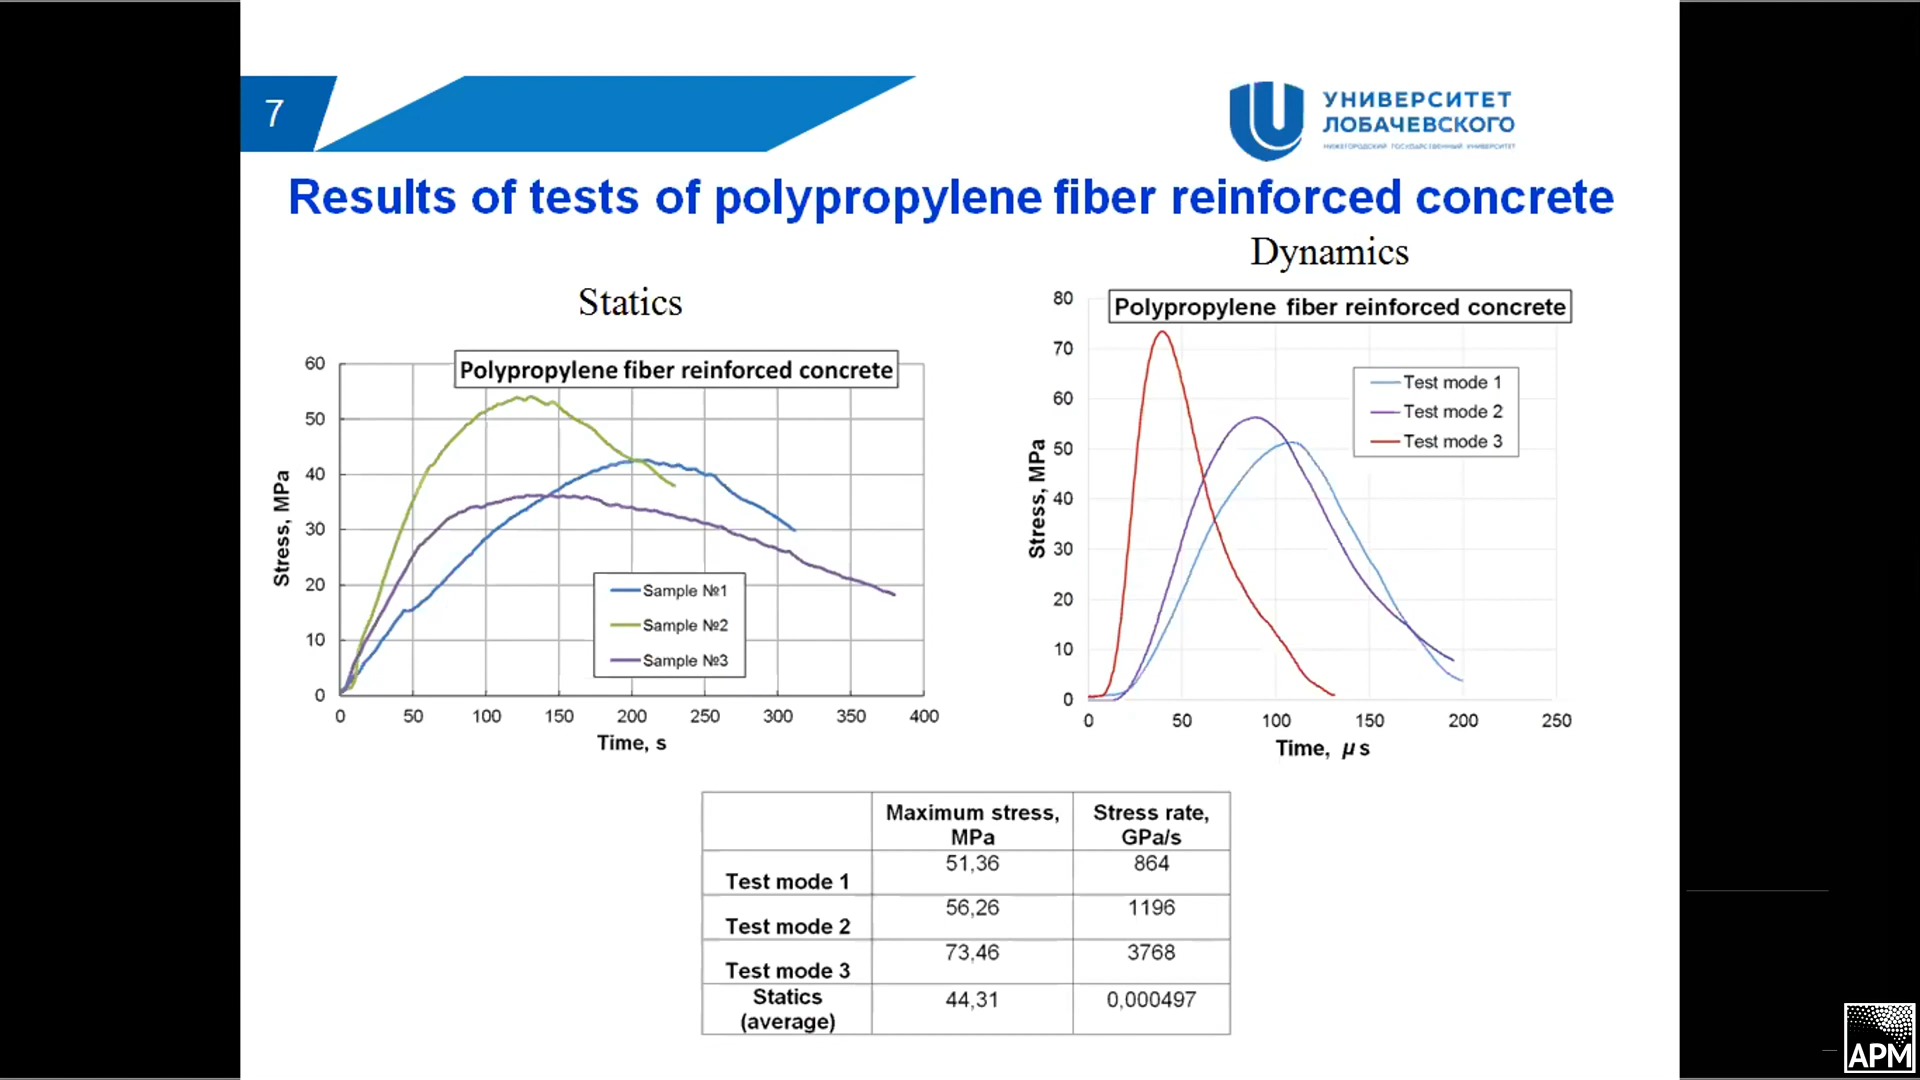 7
УНИВЕРСИТЕТ
ЛОБАЧЕВСКОГО
НИЖЕГОРОДСКИЙ ГОСУДАРСТВЕННЫЙ УНИВЕРСИТЕТ
Results of tests of polypropylene fiber reinforced concrete
Statics
Polypropylene fiber reinforced concrete
Stress, MPa
60
50
40
30
20
10
0
Sample №1
Sample №2
Sample №3
0 50 100 150 200 250 300 350 400
Time, s
Dynamics
Polypropylene fiber reinforced concrete
Stress, MPa
80
70
60
50
40
30
20
10
0
Test mode 1
Test mode 2
Test mode 3
0 50 100 150 200 250
Time, μs
Maximum stress, MPa
Stress rate, GPa/s
Test mode 1 51,36 864
Test mode 2 56,26 1196
Test mode 3 73,46 3768
Statics (average) 44,31 0,000497
APM